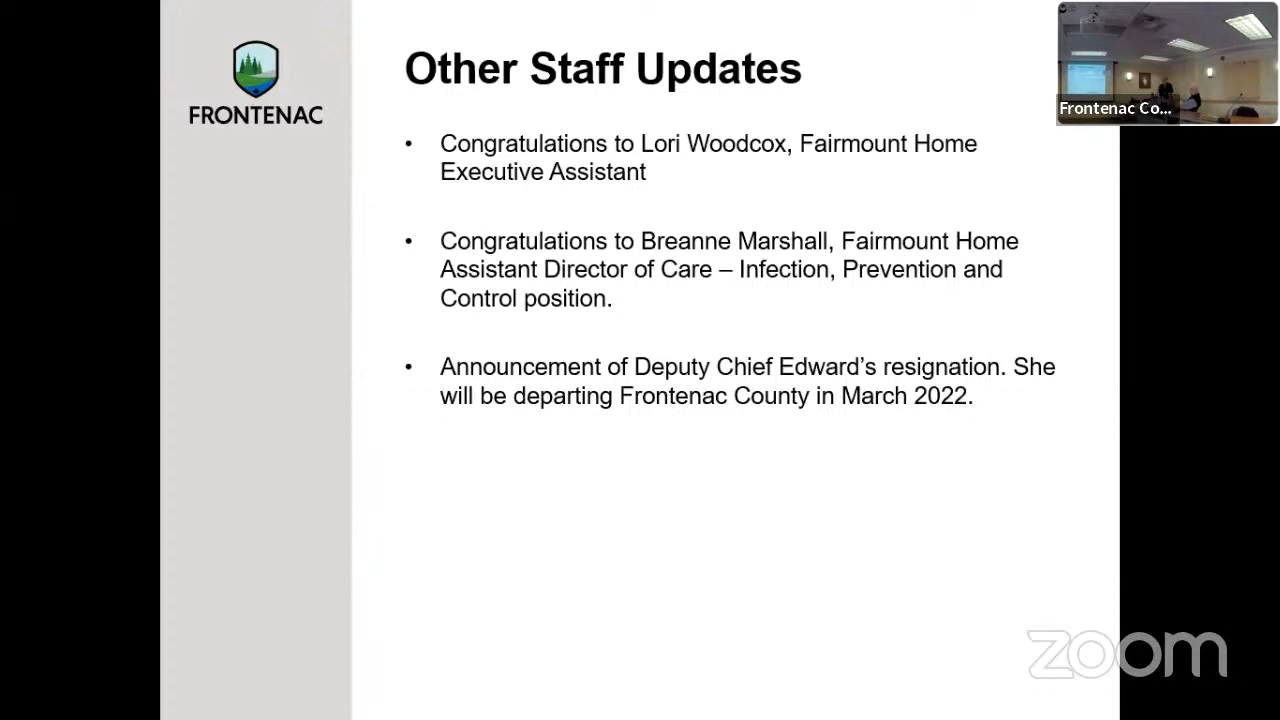 FRONTENAC
Other Staff Updates
• Congratulations to Lori Woodcox, Fairmount Home
Executive Assistant
• Congratulations to Breanne Marshall, Fairmount Home
Assistant Director of Care – Infection, Prevention and
Control position.
• Announcement of Deputy Chief Edward’s resignation. She
will be departing Frontenac County in March 2022.
Frontenac Co...
zoom